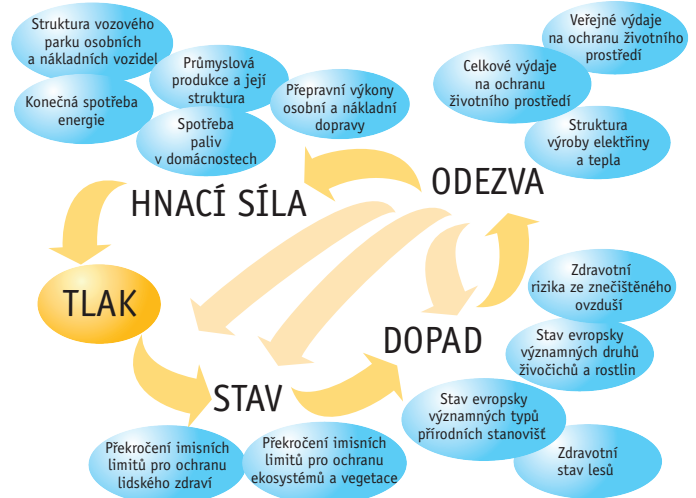 Struktura vozového
parku osobních
a nákladních vozidel
Průmyslová
produkce a její
struktura
Konečná spotřeba
energie
Spotřeba
paliv
v domácnostech
Přepravní výkony
osobní a nákladní
dopravy
Veřejné výdaje
na ochranu životního
prostředí
Celkové výdaje
na ochranu
životního prostředí
Struktura
výroby elektřiny
a tepla
HNACÍ SÍLA
ODEZVA
TLAK
DOPAD
STAV
Zdravotní
rizika ze znečištěného
ovzduší
Stav evropsky
významných druhů
živočichů a rostlin
Stav evropsky
významných typů
přírodních stanovišť
Zdravotní
stav lesů
Překročení imisních
limitů pro ochranu
lidského zdraví
Překročení imisních
limitů pro ochranu
ekosystémů a vegetace